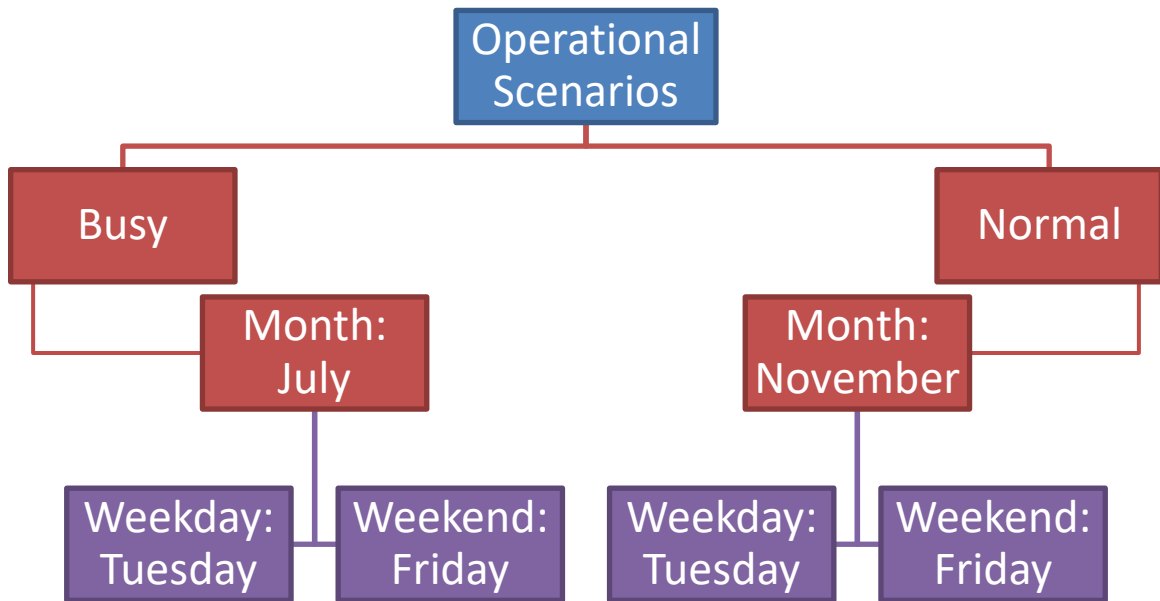 Operational
Scenarios
Busy
Normal
Month:
July
Month:
November
Weekday:
Tuesday
Weekend:
Friday
Weekday:
Tuesday
Weekend:
Friday